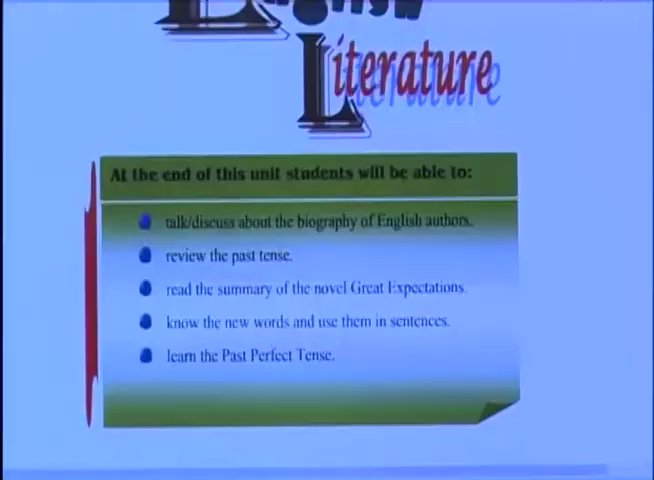 English
Literature
At the end of this unit students will be able to:
talk/discuss about the biography of English authors.
review the past tense.
read the summary of the novel Great Expectations.
know the new words and use them in sentences.
learn the Past Perfect Tense.